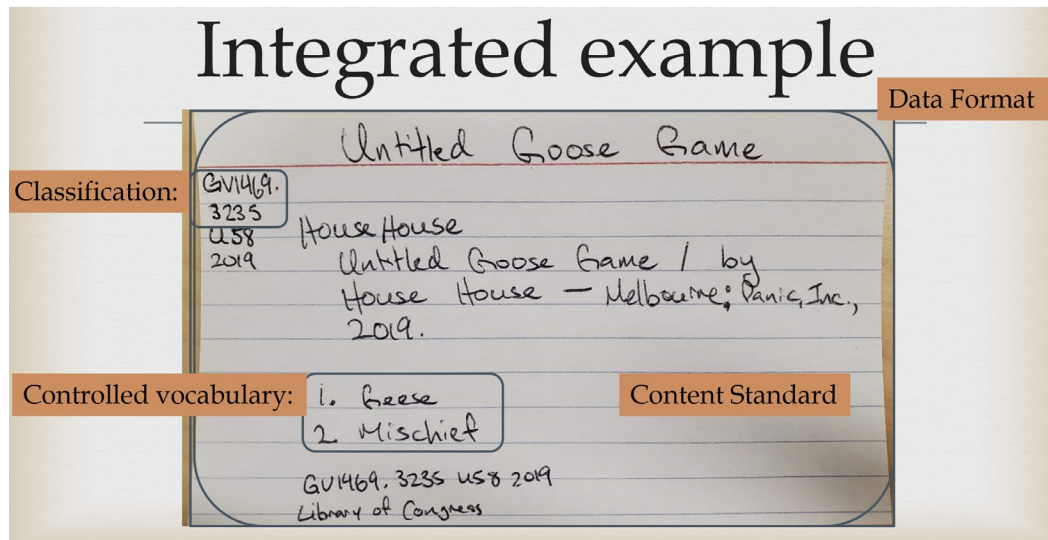 Integrated example
Data Format
Untitled Goose Game
Classification:
GV1469.
3235
U58
2019
House House
Untitled Goose Game / by
House House — Melbourne; Panic, Inc.,
2019.
Controlled vocabulary:
1. Geese
2. Mischief
Content Standard
GV1469. 3235 U58 2019
Library of Congress